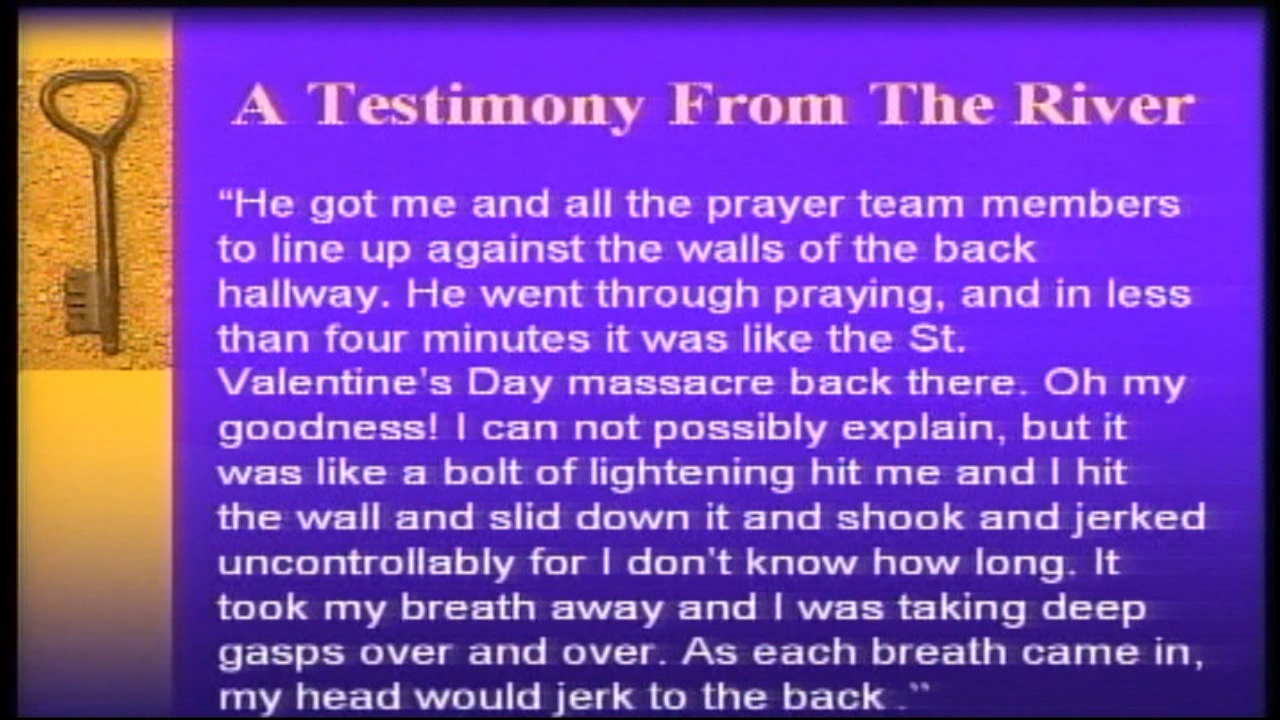 A Testimony From The River
“He got me and all the prayer team members
to line up against the walls of the back
hallway. He went through praying, and in less
than four minutes it was like the St.
Valentine’s Day massacre back there. Oh my
goodness! I can not possibly explain, but it
was like a bolt of lightening hit me and I hit
the wall and slid down it and shook and jerked
uncontrollably for I don’t know how long. It
took my breath away and I was taking deep
gasps over and over. As each breath came in,
my head would jerk to the back .”